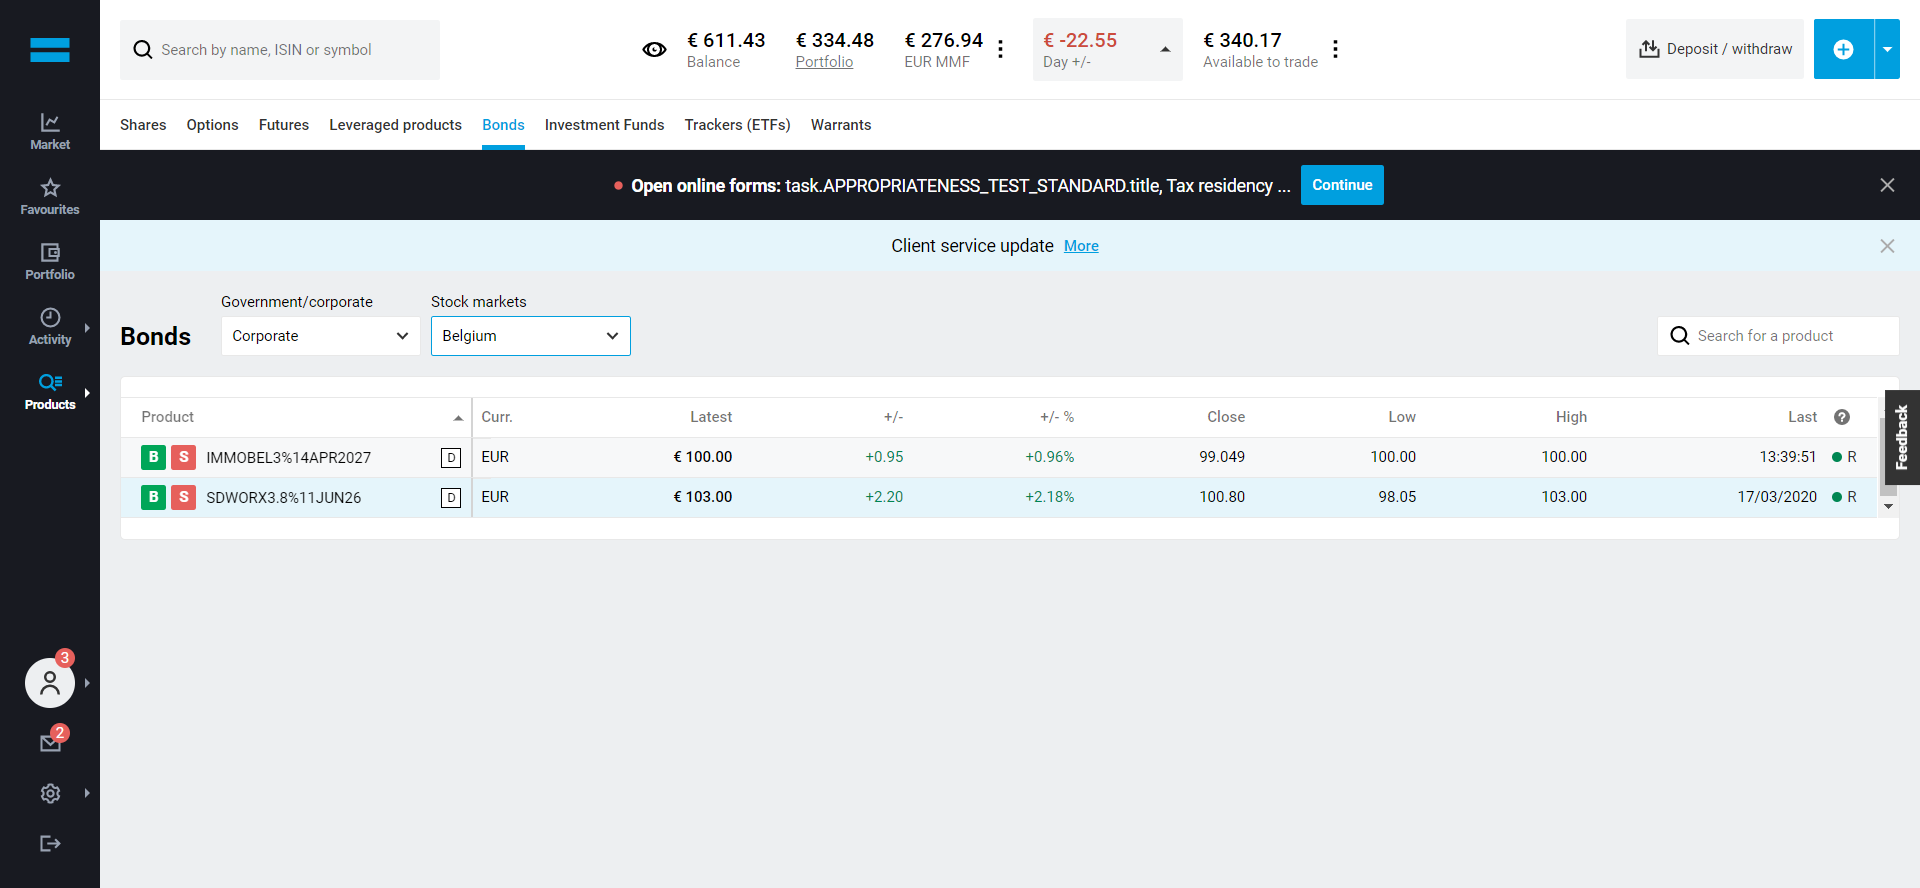 Search by name, ISIN or symbol
€ 611.43
Balance
€ 334.48
Portfolio
€ 276.94
EUR MMF
€ -22.55
Day +/-
€ 340.17
Available to trade
Deposit / withdraw
Shares
Options
Futures
Leveraged products
Bonds
Investment Funds
Trackers (ETFs)
Warrants
Open online forms: task.APPROPRIATENESS_TEST_STANDARD.title, Tax residency ...
Continue
Client service update More
Market
Favourites
Portfolio
Activity
Products
3
2
Bonds
Government/corporate
Corporate
Stock markets
Belgium
Search for a product
Product Curr. Latest +/- +/- % Close Low High Last ?
B S IMMOBEL3%14APR2027 D EUR € 100.00 +0.95 +0.96% 99.049 100.00 100.00 13:39:51 R
B S SDWORX3.8%11JUN26 D EUR € 103.00 +2.20 +2.18% 100.80 98.05 103.00 17/03/2020 R
Feedback